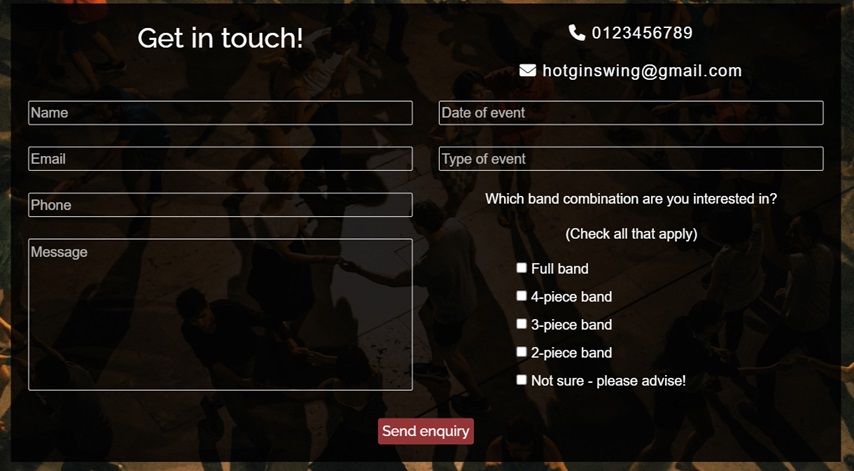 Get in touch!
0123456789
hotginswing@gmail.com
Name
Email
Phone
Message
Date of event
Type of event
Which band combination are you interested in?
(Check all that apply)
Full band
4-piece band
3-piece band
2-piece band
Not sure - please advise!
Send enquiry